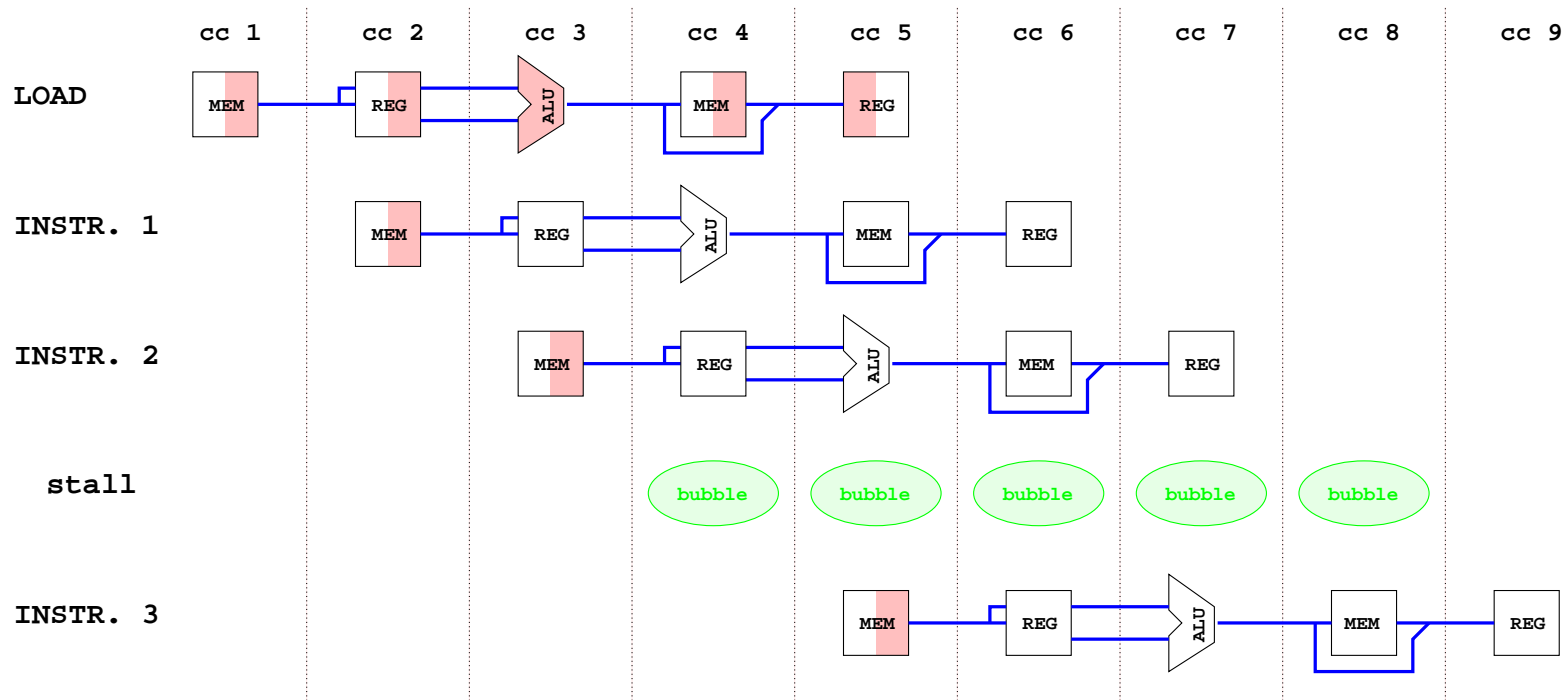 cc 1 cc 2 cc 3 cc 4 cc 5 cc 6 cc 7 cc 8 cc 9
LOAD MEM REG ALU MEM REG
INSTR. 1 MEM REG ALU MEM REG
INSTR. 2 MEM REG ALU MEM REG
stall bubble bubble bubble bubble bubble
INSTR. 3 MEM REG ALU MEM REG